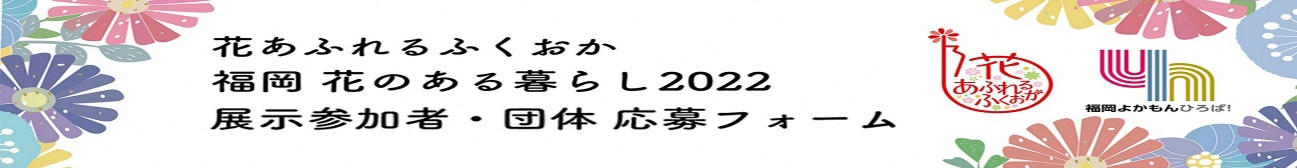 花あふれるふくおか
福岡 花のある暮らし2022
展示参加者・団体 応募フォーム
花
あふれる
ふくおか
福岡よかもんひろば!